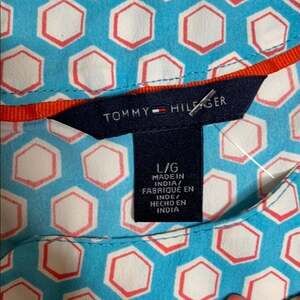 TOMMY HILFIGER
L/G
MADE IN
INDIA/
FABRIQUÉ EN
INDE/
HECHO EN
INDIA